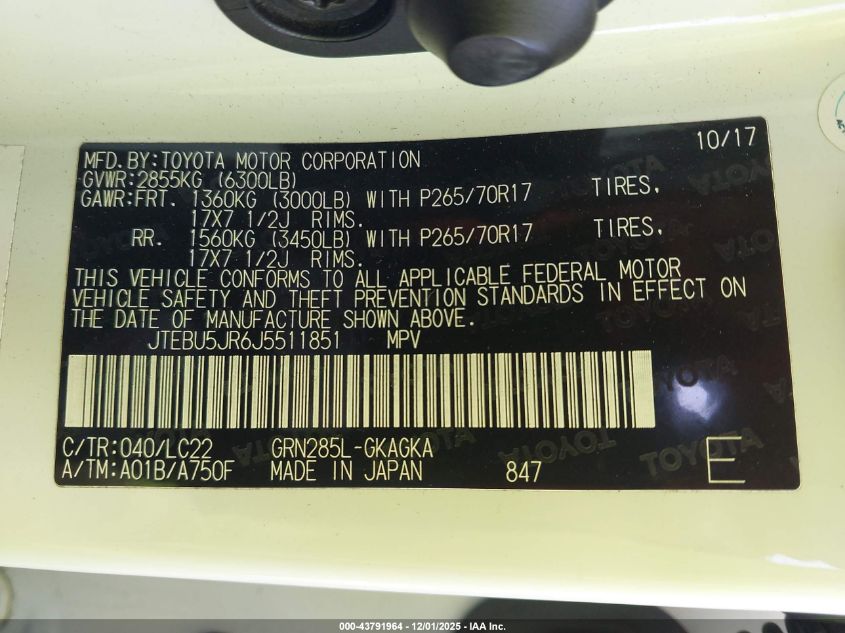 10/17
MFD.BY:TOYOTA MOTOR CORPORATION
GVWR:2855KG (6300LB)
GAWR:FRT. 1360KG (3000LB) WITH P265/70R17 TIRES,
17X7 1/2J RIMS.
RR. 1560KG (3450LB) WITH P265/70R17 TIRES,
17X7 1/2J RIMS.
THIS VEHICLE CONFORMS TO ALL APPLICABLE FEDERAL MOTOR
VEHICLE SAFETY AND THEFT PREVENTION STANDARDS IN EFFECT ON
THE DATE OF MANUFACTURE SHOWN ABOVE.
JTEBU5JR6J5511851 MPV
C/TR:040/LC22 GRN285L-GKAGKA
A/TM:A01B/A750F MADE IN JAPAN 847 E
TOYOTA
TOYOTA
TOYOTA
000-43791964 – 12/01/2025 – IAA Inc.